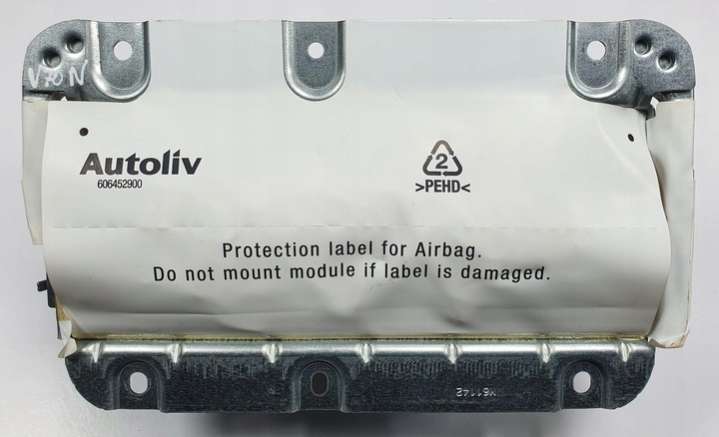 V70N
Autoliv
606452900
2
>PEHD<
Protection label for Airbag.
Do not mount module if label is damaged.